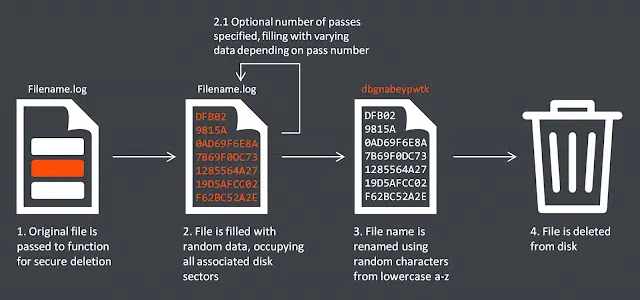 2.1 Optional number of passes
specified, filling with varying
data depending on pass number
Filename.log
Filename.log
dbgnabeypwtk
DFB02
9815A
0AD69F6E8A
7B69F0DC73
1285564A27
19D5AFCC02
F62BC52A2E
DFB02
9815A
0AD69F6E8A
7B69F0DC73
1285564A27
19D5AFCC02
F62BC52A2E
1. Original file is
passed to function
for secure deletion
2. File is filled with
random data, occupying
all associated disk
sectors
3. File name is
renamed using
random characters
from lowercase a-z
4. File is deleted
from disk